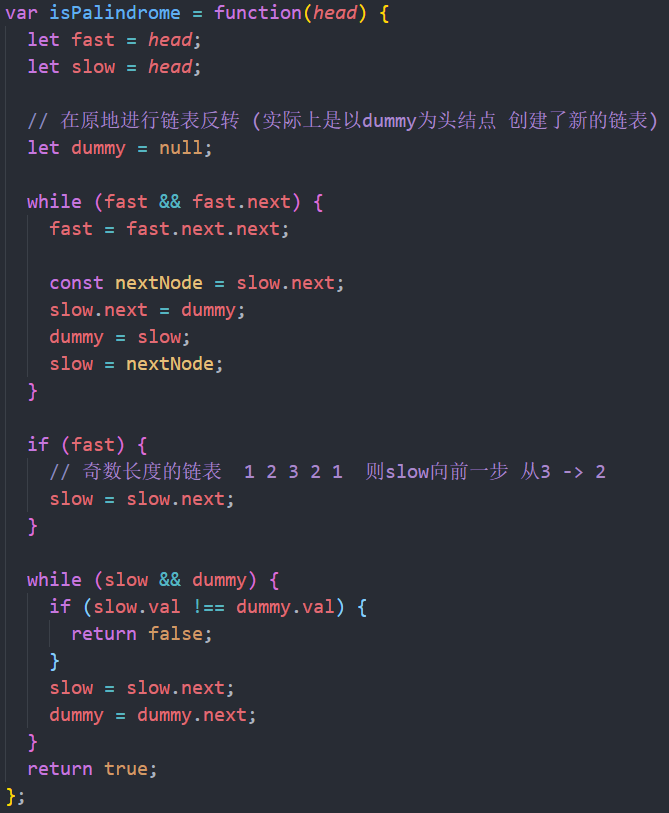 var isPalindrome = function(head) {
  let fast = head;
  let slow = head;

  // 在原地进行链表反转 (实际上是以dummy为头结点 创建了新的链表)
  let dummy = null;

  while (fast && fast.next) {
    fast = fast.next.next;

    const nextNode = slow.next;
    slow.next = dummy;
    dummy = slow;
    slow = nextNode;
  }

  if (fast) {
    // 奇数长度的链表  1 2 3 2 1  则slow向前一步 从3 -> 2
    slow = slow.next;
  }

  while (slow && dummy) {
    if (slow.val !== dummy.val) {
      return false;
    }
    slow = slow.next;
    dummy = dummy.next;
  }
  return true;
};